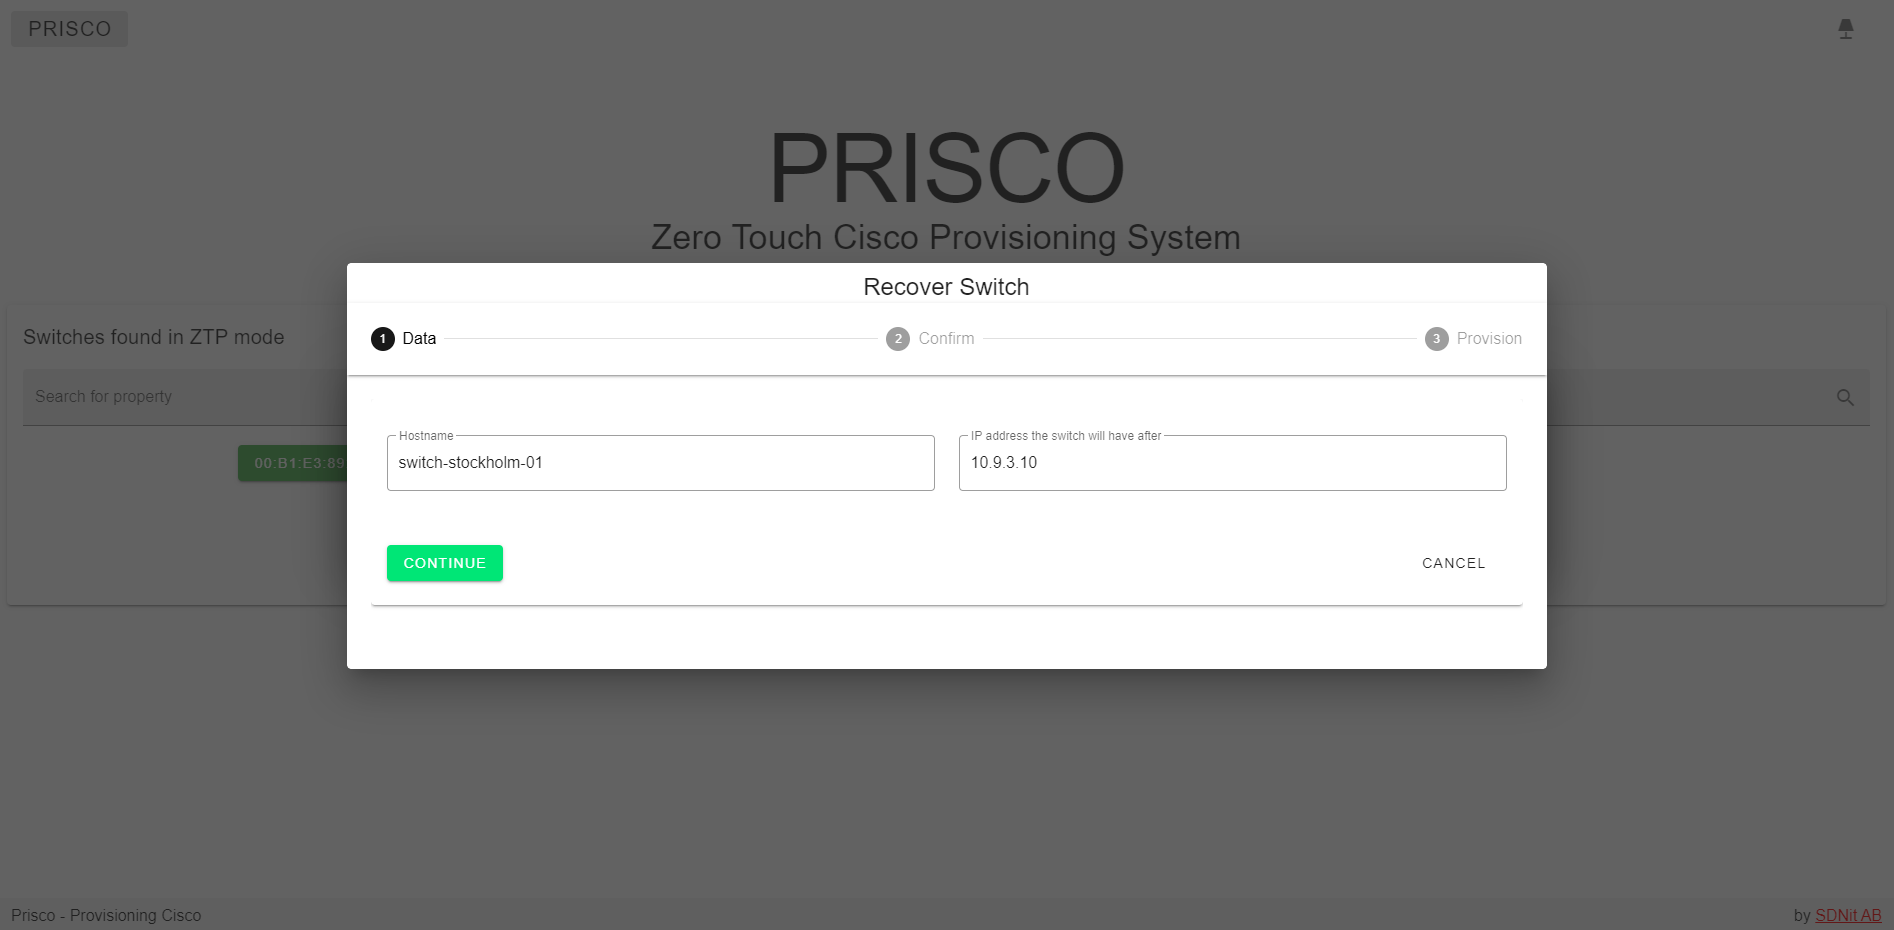 PRISCO
PRISCO
Zero Touch Cisco Provisioning System
Recover Switch
1 Data
2 Confirm
3 Provision
Switches found in ZTP mode
Search for property
00:B1:E3:89
Hostname
switch-stockholm-01
IP address the switch will have after
10.9.3.10
CONTINUE
CANCEL
Prisco - Provisioning Cisco
by SDNit AB